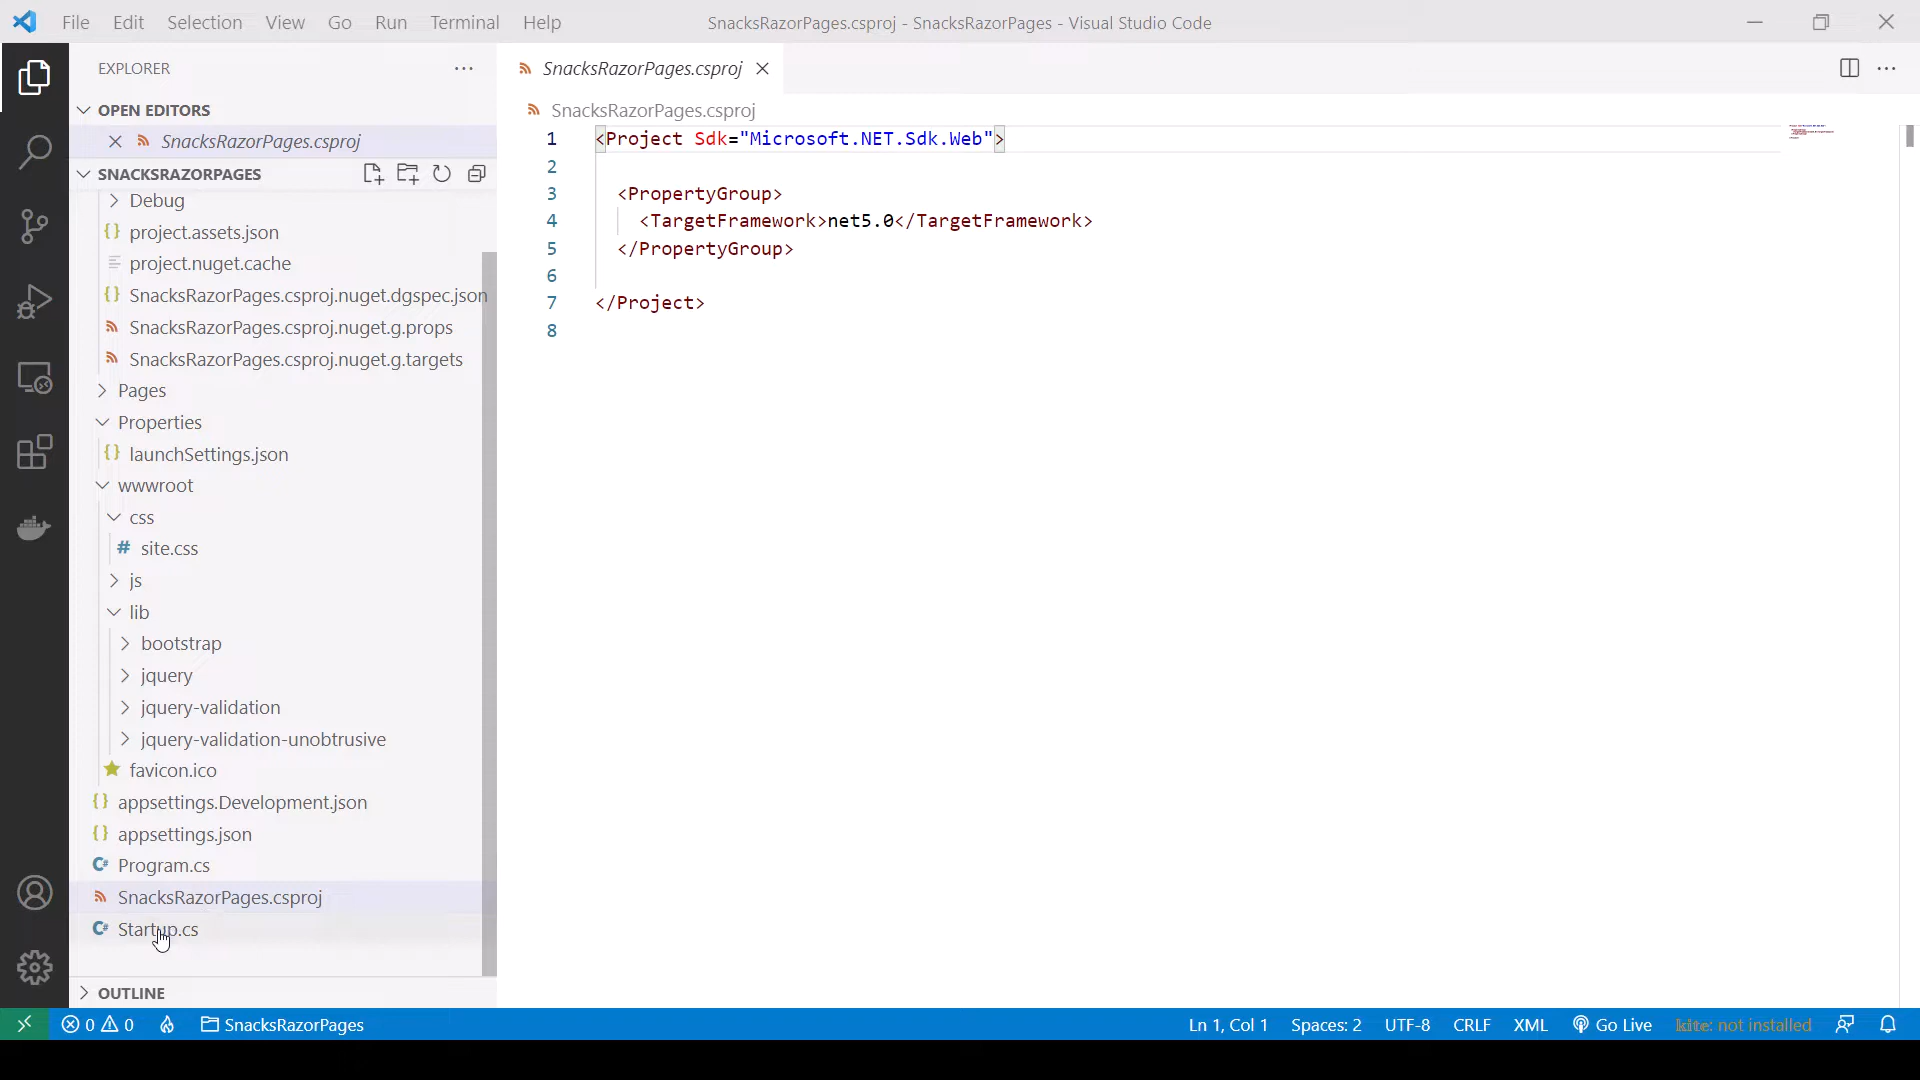 File Edit Selection View Go Run Terminal Help
SnacksRazorPages.csproj - SnacksRazorPages - Visual Studio Code
EXPLORER
OPEN EDITORS
SnacksRazorPages.csproj
SNACKSRAZORPAGES
Debug
project.assets.json
project.nuget.cache
SnacksRazorPages.csproj.nuget.dgspec.json
SnacksRazorPages.csproj.nuget.g.props
SnacksRazorPages.csproj.nuget.g.targets
Pages
Properties
launchSettings.json
wwwroot
css
site.css
js
lib
bootstrap
jquery
jquery-validation
jquery-validation-unobtrusive
favicon.ico
appsettings.Development.json
appsettings.json
Program.cs
SnacksRazorPages.csproj
Startup.cs
OUTLINE
SnacksRazorPages.csproj
SnacksRazorPages.csproj
1 <Project Sdk="Microsoft.NET.Sdk.Web">
2
3 <PropertyGroup>
4 <TargetFramework>net5.0</TargetFramework>
5 </PropertyGroup>
6
7 </Project>
8
0 0 SnacksRazorPages
Ln 1, Col 1 Spaces: 2 UTF-8 CRLF XML Go Live kite: not installed